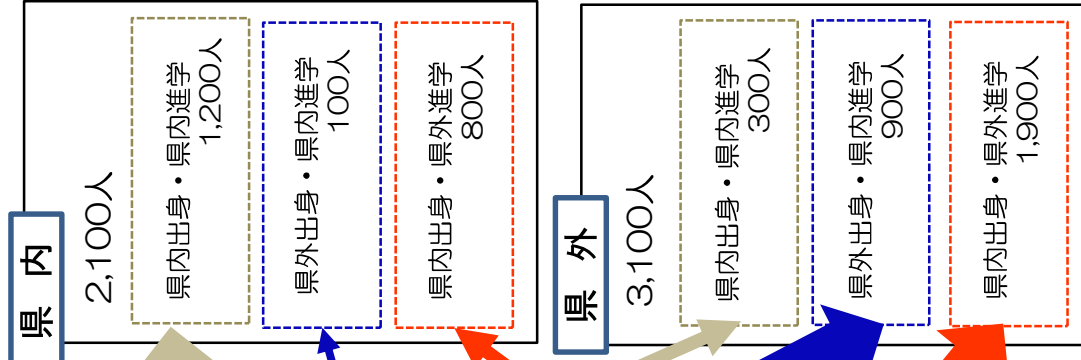 県内
2,100人
県内出身・県内進学
1,200人
県外出身・県内進学
100人
県内出身・県外進学
800人
県外
3,100人
県内出身・県内進学
300人
県外出身・県内進学
900人
県内出身・県外進学
1,900人